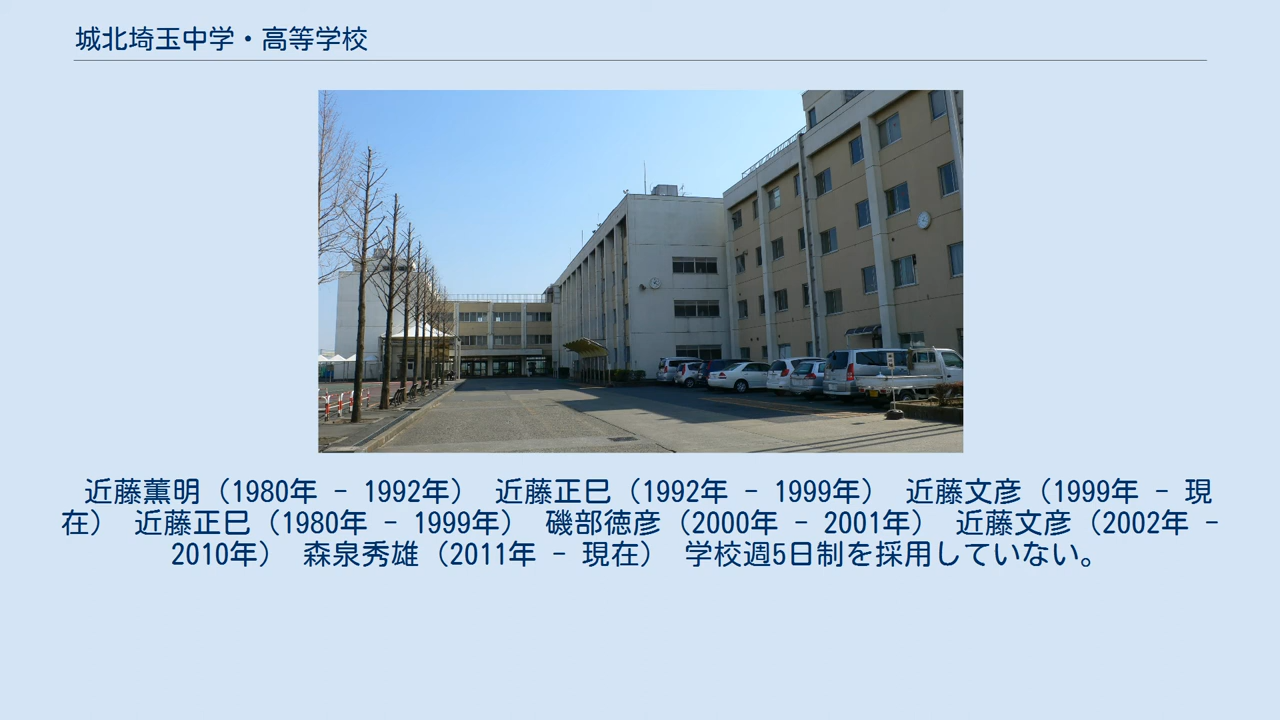 城北埼玉中学・高等学校
近藤薫明（1980年 - 1992年） 近藤正巳（1992年 - 1999年） 近藤文彦（1999年 - 現
在） 近藤正巳（1980年 - 1999年） 磯部徳彦（2000年 - 2001年） 近藤文彦（2002年 -
2010年） 森泉秀雄（2011年 - 現在） 学校週5日制を採用していない。